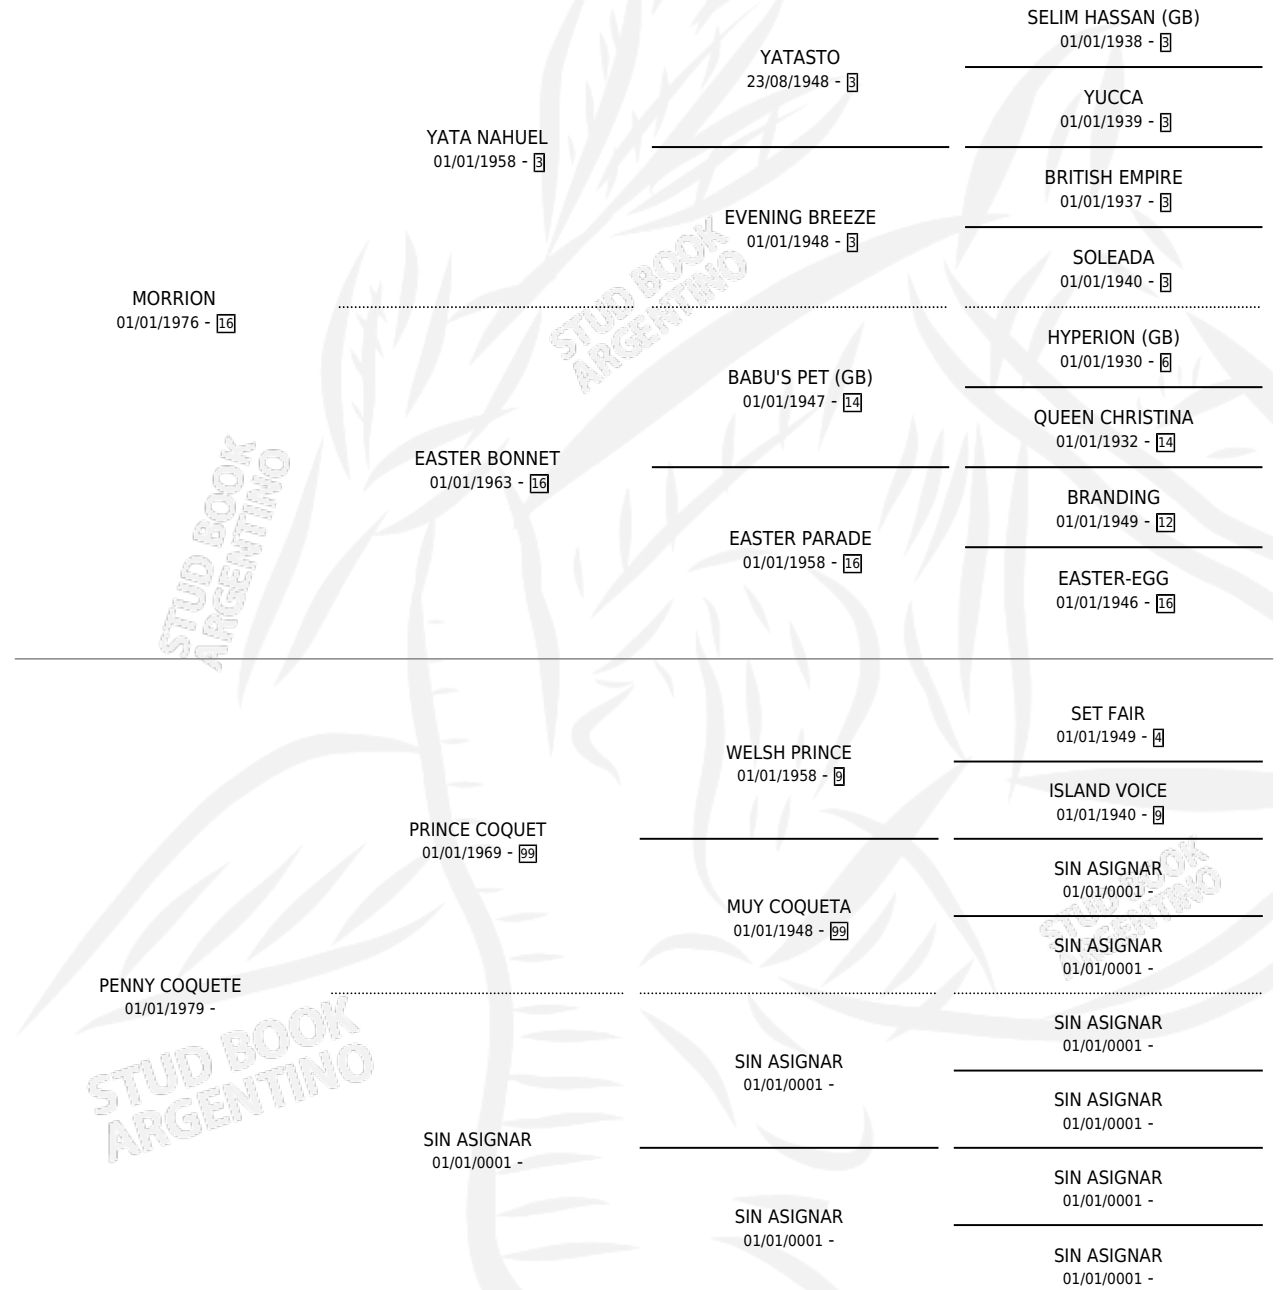 SELIM HASSAN (GB)
01/01/1938 - 3
YATASTO
23/08/1948 - 3
YUCCA
01/01/1939 - 3
YATA NAHUEL
01/01/1958 - 3
BRITISH EMPIRE
01/01/1937 - 3
EVENING BREEZE
01/01/1948 - 3
SOLEADA
01/01/1940 - 3
MORRION
01/01/1976 - 16
HYPERION (GB)
01/01/1930 - 6
BABU'S PET (GB)
01/01/1947 - 14
QUEEN CHRISTINA
01/01/1932 - 14
EASTER BONNET
01/01/1963 - 16
BRANDING
01/01/1949 - 12
EASTER PARADE
01/01/1958 - 16
EASTER-EGG
01/01/1946 - 16
SET FAIR
01/01/1949 - 4
WELSH PRINCE
01/01/1958 - 9
ISLAND VOICE
01/01/1940 - 9
PRINCE COQUET
01/01/1969 - 99
SIN ASIGNAR
01/01/0001 -
MUY COQUETA
01/01/1948 - 99
SIN ASIGNAR
01/01/0001 -
PENNY COQUETE
01/01/1979 -
SIN ASIGNAR
01/01/0001 -
SIN ASIGNAR
01/01/0001 -
SIN ASIGNAR
01/01/0001 -
SIN ASIGNAR
01/01/0001 -
SIN ASIGNAR
01/01/0001 -
SIN ASIGNAR
01/01/0001 -
SIN ASIGNAR
01/01/0001 -
STUD BOOK
ARGENTINO
STUD BOOK
ARGENTINO
STUD BOOK
ARGENTINO
STUD BOOK
ARGENTINO